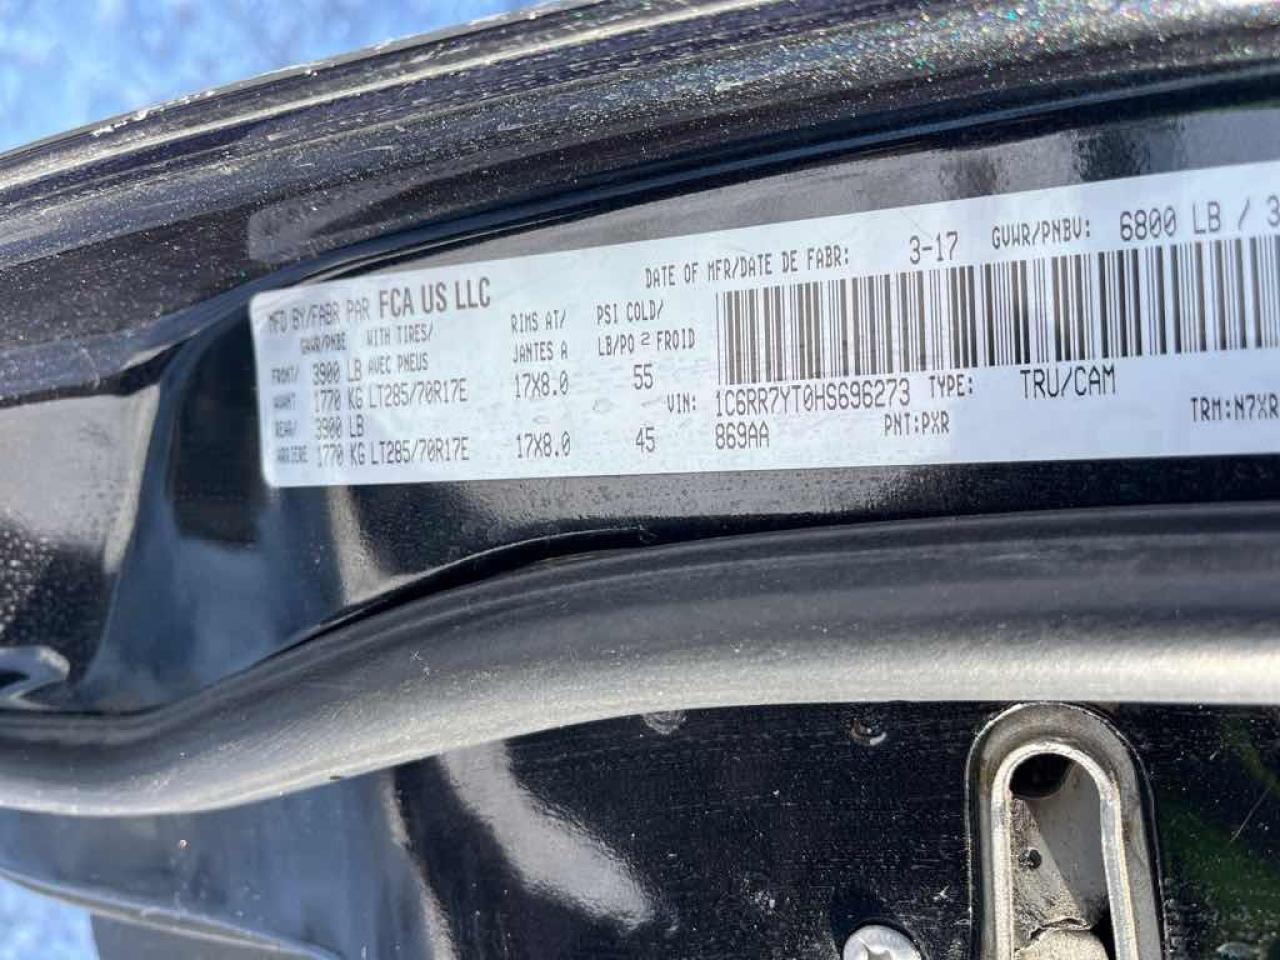 MFD BY/FABR PAR FCA US LLC
DATE OF MFR/DATE DE FABR: 3-17 GVWR/PNBV: 6800 LB / 3
GAWR/PNBE WITH TIRES/ RIMS AT/ PSI COLD/
AVEC PNEUS JANTES A LB/PO2 FROID
FRONT/ 3900 LB
AVANT 1770 KG LT285/70R17E 17X8.0 55
REAR/ 3900 LB
ARRIERE 1770 KG LT285/70R17E 17X8.0 45
VIN: 1C6RR7YT0HS696273 TYPE: TRU/CAM
869AA PNT:PXR TRM:N7XR